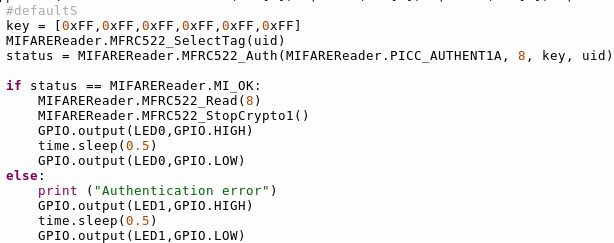 #defaultS
key = [0xFF,0xFF,0xFF,0xFF,0xFF,0xFF]
MIFAREReader.MFRC522_SelectTag(uid)
status = MIFAREReader.MFRC522_Auth(MIFAREReader.PICC_AUTHENT1A, 8, key, uid)
if status == MIFAREReader.MI_OK:
    MIFAREReader.MFRC522_Read(8)
    MIFAREReader.MFRC522_StopCrypto1()
    GPIO.output(LED0,GPIO.HIGH)
    time.sleep(0.5)
    GPIO.output(LED0,GPIO.LOW)
else:
    print ("Authentication error")
    GPIO.output(LED1,GPIO.HIGH)
    time.sleep(0.5)
    GPIO.output(LED1,GPIO.LOW)